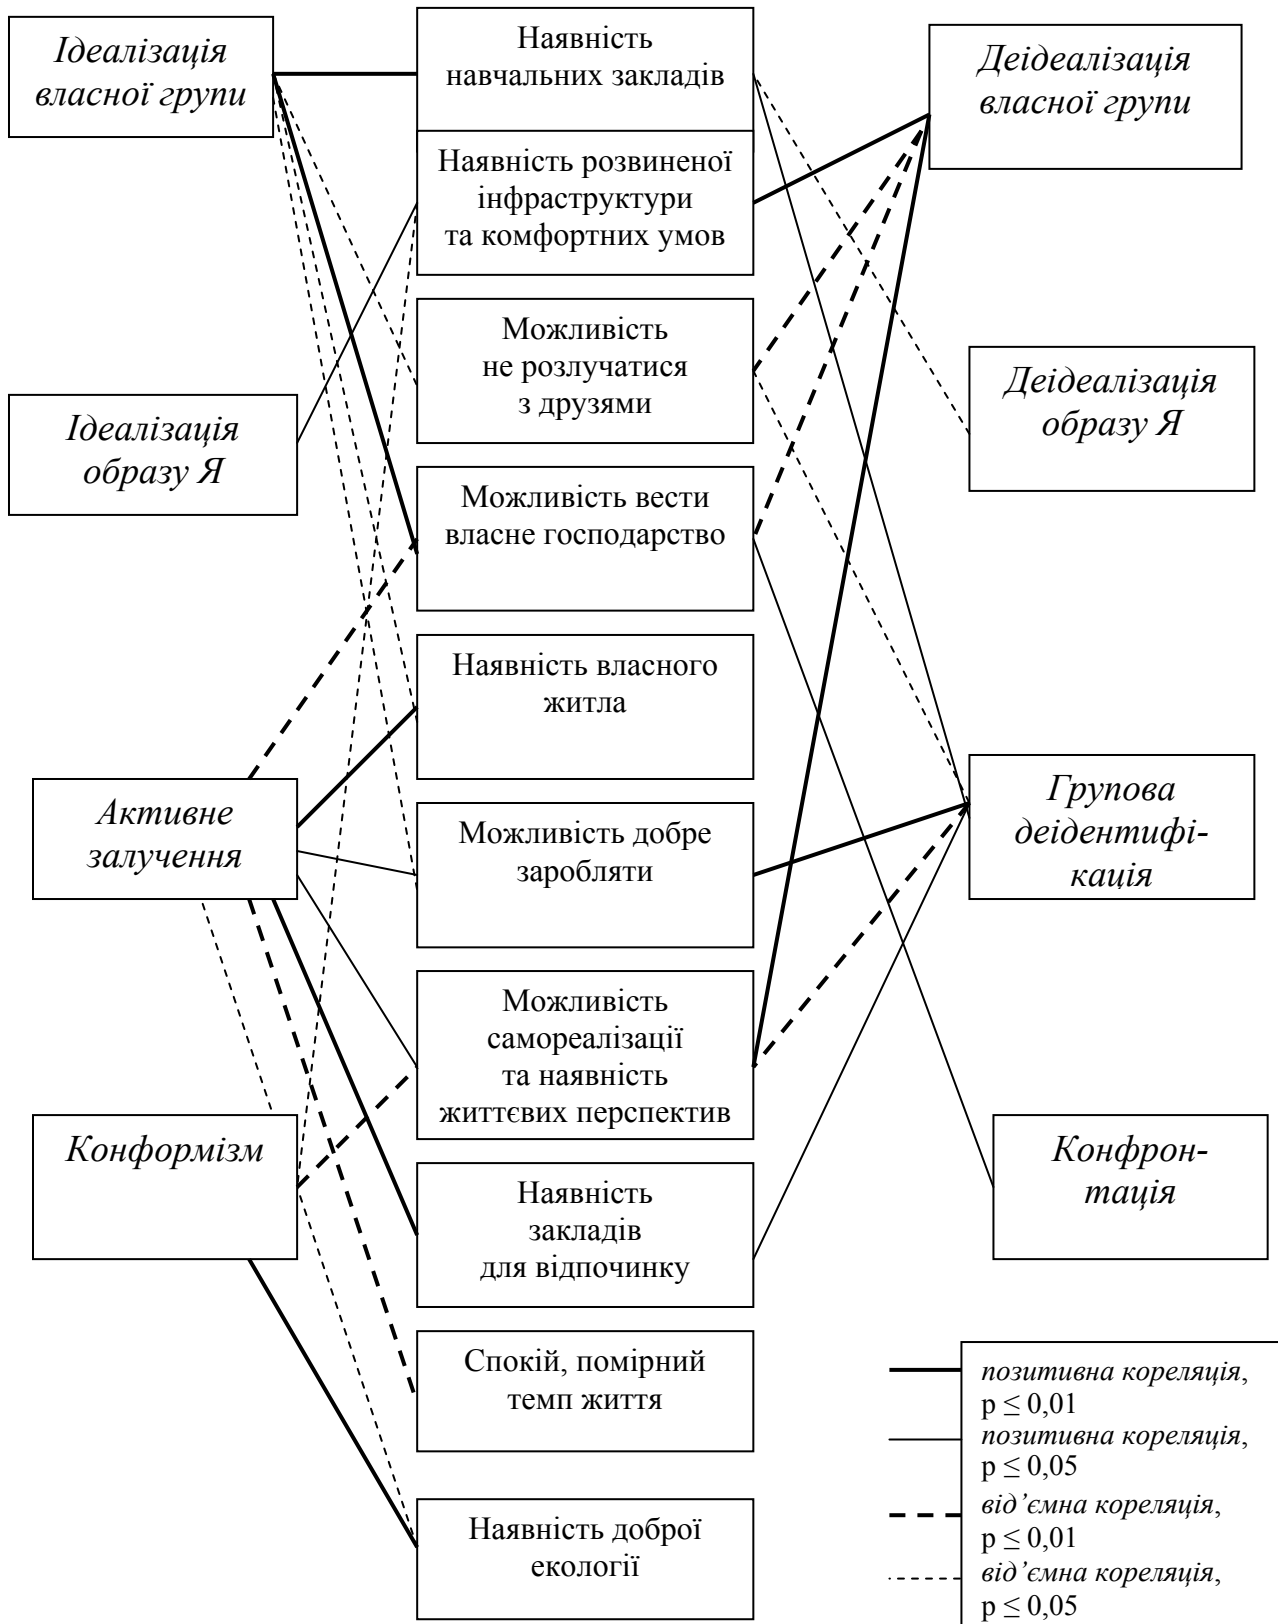 Ідеалізація
власної групи
Ідеалізація
образу Я
Активне
залучення
Конформізм
Наявність
навчальних закладів
Наявність розвиненої
інфраструктури
та комфортних умов
Можливість
не розлучатися
з друзями
Можливість вести
власне господарство
Наявність власного
житла
Можливість добре
заробляти
Можливість
самореалізації
та наявність
життєвих перспектив
Наявність
закладів
для відпочинку
Спокій, помірний
темп життя
Наявність доброї
екології
Деідеалізація
власної групи
Деідеалізація
образу Я
Групова
деідентифі-
кація
Конфрон-
тація
позитивна кореляція,
p ≤ 0,01
позитивна кореляція,
p ≤ 0,05
від’ємна кореляція,
p ≤ 0,01
від’ємна кореляція,
p ≤ 0,05